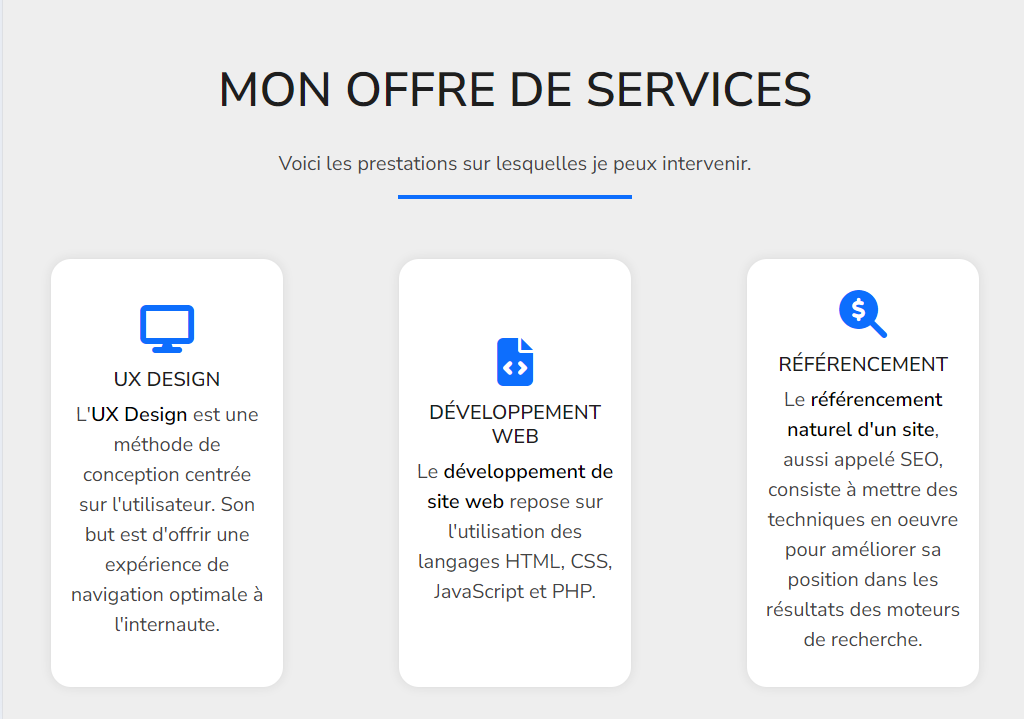 MON OFFRE DE SERVICES
Voici les prestations sur lesquelles je peux intervenir.
UX DESIGN
L'UX Design est une
méthode de
conception centrée
sur l'utilisateur. Son
but est d'offrir une
expérience de
navigation optimale à
l'internaute.
DÉVELOPPEMENT
WEB
Le développement de
site web repose sur
l'utilisation des
langages HTML, CSS,
JavaScript et PHP.
$
RÉFÉRENCEMENT
Le référencement
naturel d'un site,
aussi appelé SEO,
consiste à mettre des
techniques en oeuvre
pour améliorer sa
position dans les
résultats des moteurs
de recherche.